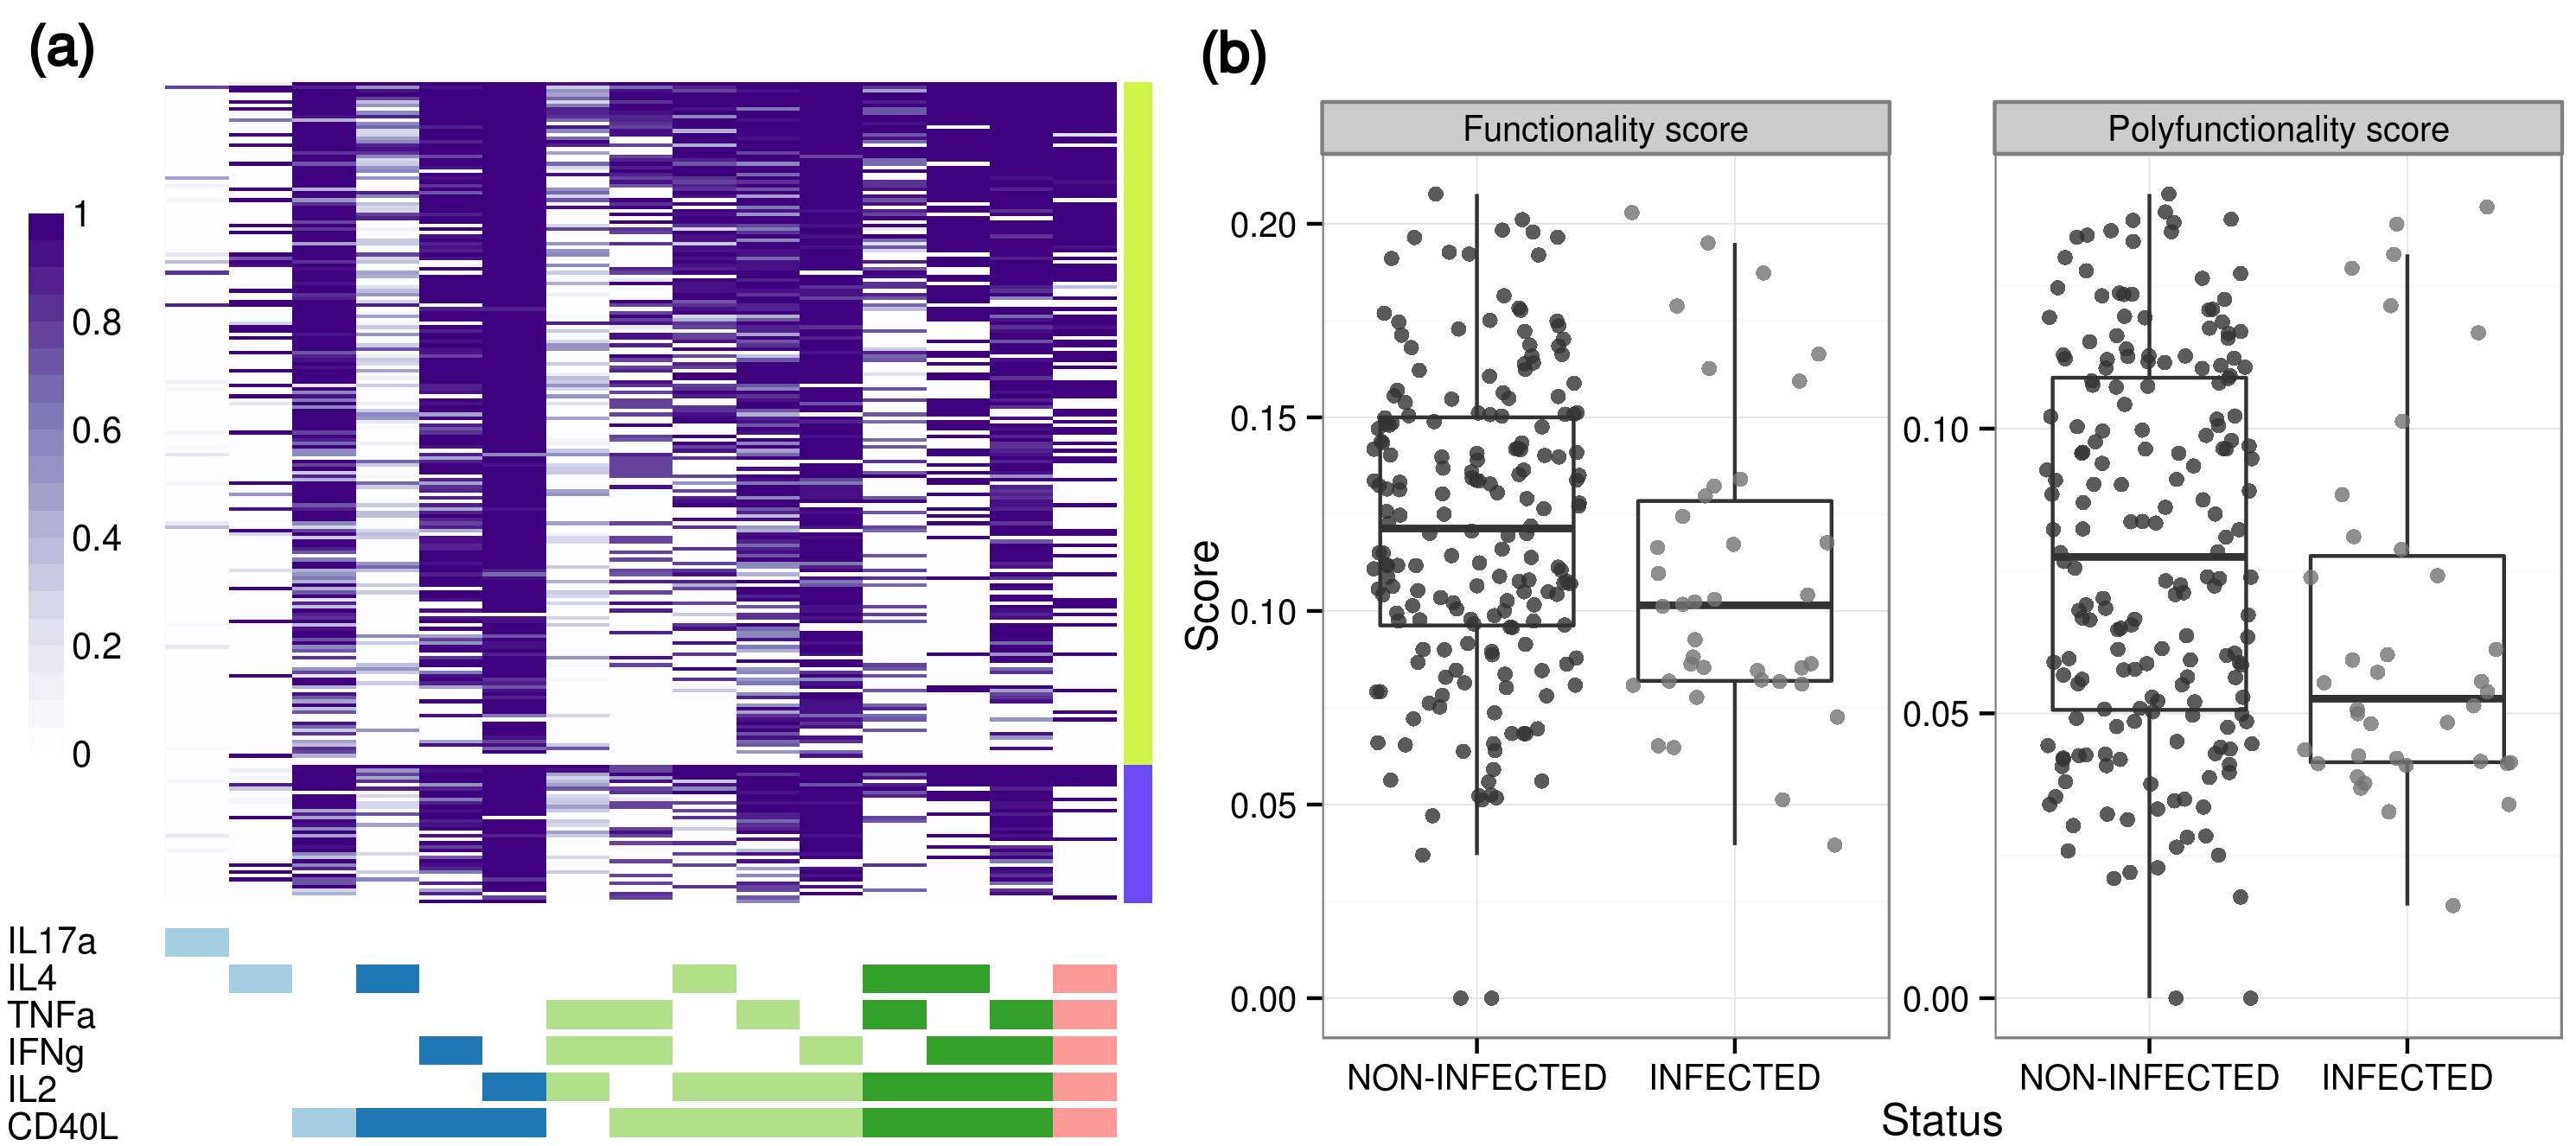 (a)
1
0.8
0.6
0.4
0.2
0
IL17a
IL4
TNFa
IFNg
IL2
CD40L
(b)
Functionality score
Polyfunctionality score
Score
0.20
0.15
0.10
0.05
0.00
0.10
0.05
0.00
NON-INFECTED
INFECTED
NON-INFECTED
INFECTED
Status